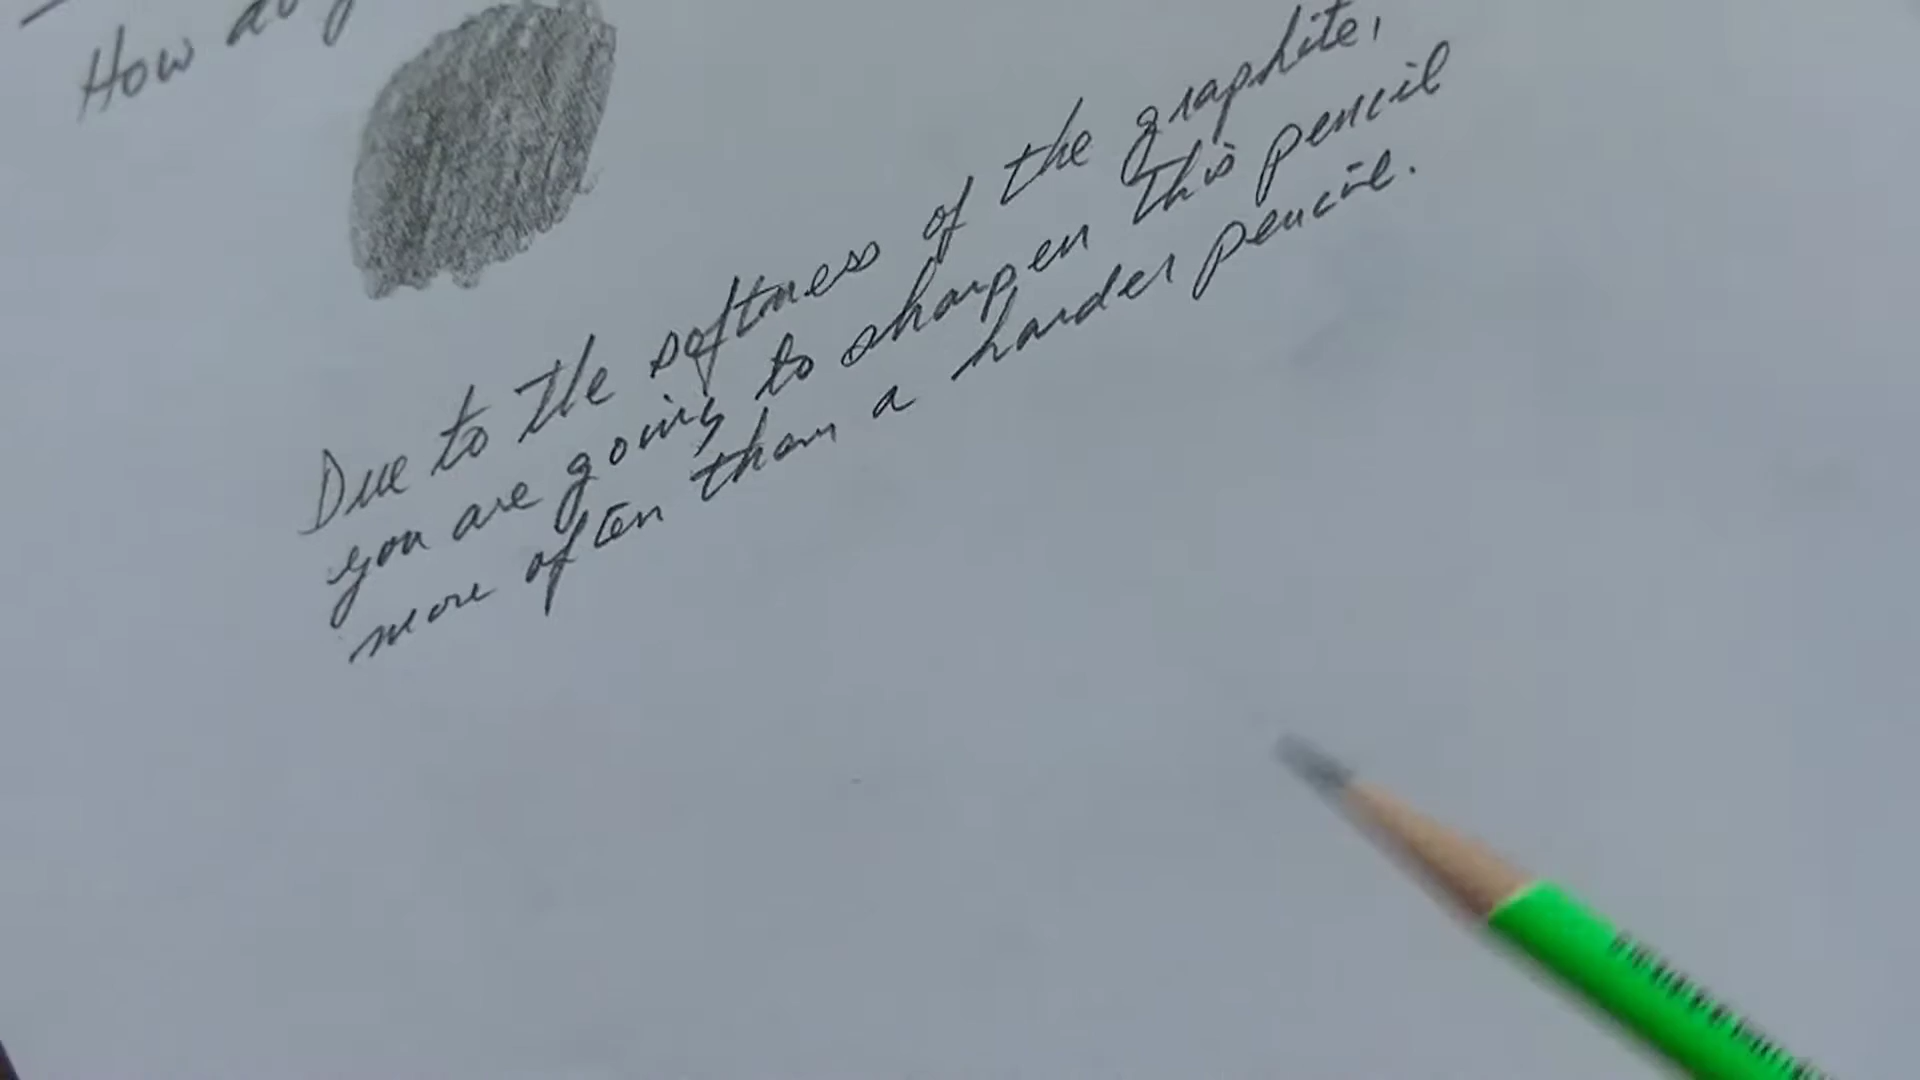 How
Due to the softness of the graphite,
you are going to sharpen this pencil
more often than a harder pencil.